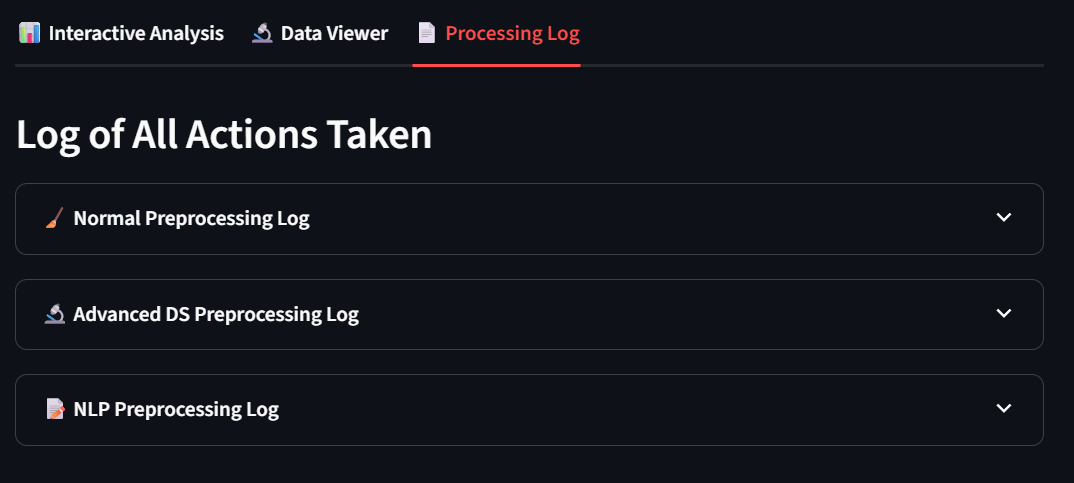 Interactive Analysis Data Viewer Processing Log
Log of All Actions Taken
Normal Preprocessing Log
Advanced DS Preprocessing Log
NLP Preprocessing Log